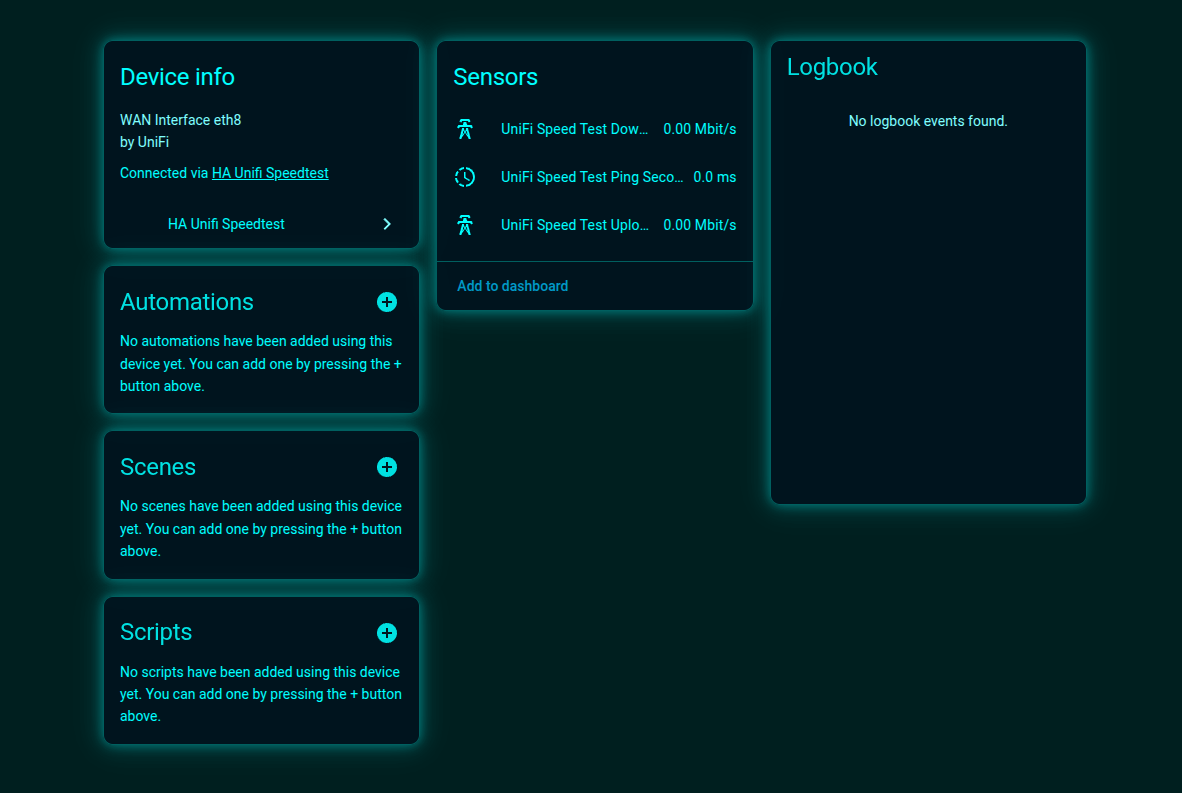 Device info
WAN Interface eth8
by UniFi
Connected via HA Unifi Speedtest
HA Unifi Speedtest
Automations
No automations have been added using this
device yet. You can add one by pressing the +
button above.
Scenes
No scenes have been added using this device
yet. You can add one by pressing the + button
above.
Scripts
No scripts have been added using this device
yet. You can add one by pressing the + button
above.
Sensors
UniFi Speed Test Dow... 0.00 Mbit/s
UniFi Speed Test Ping Seco... 0.0 ms
UniFi Speed Test Uplo... 0.00 Mbit/s
Add to dashboard
Logbook
No logbook events found.